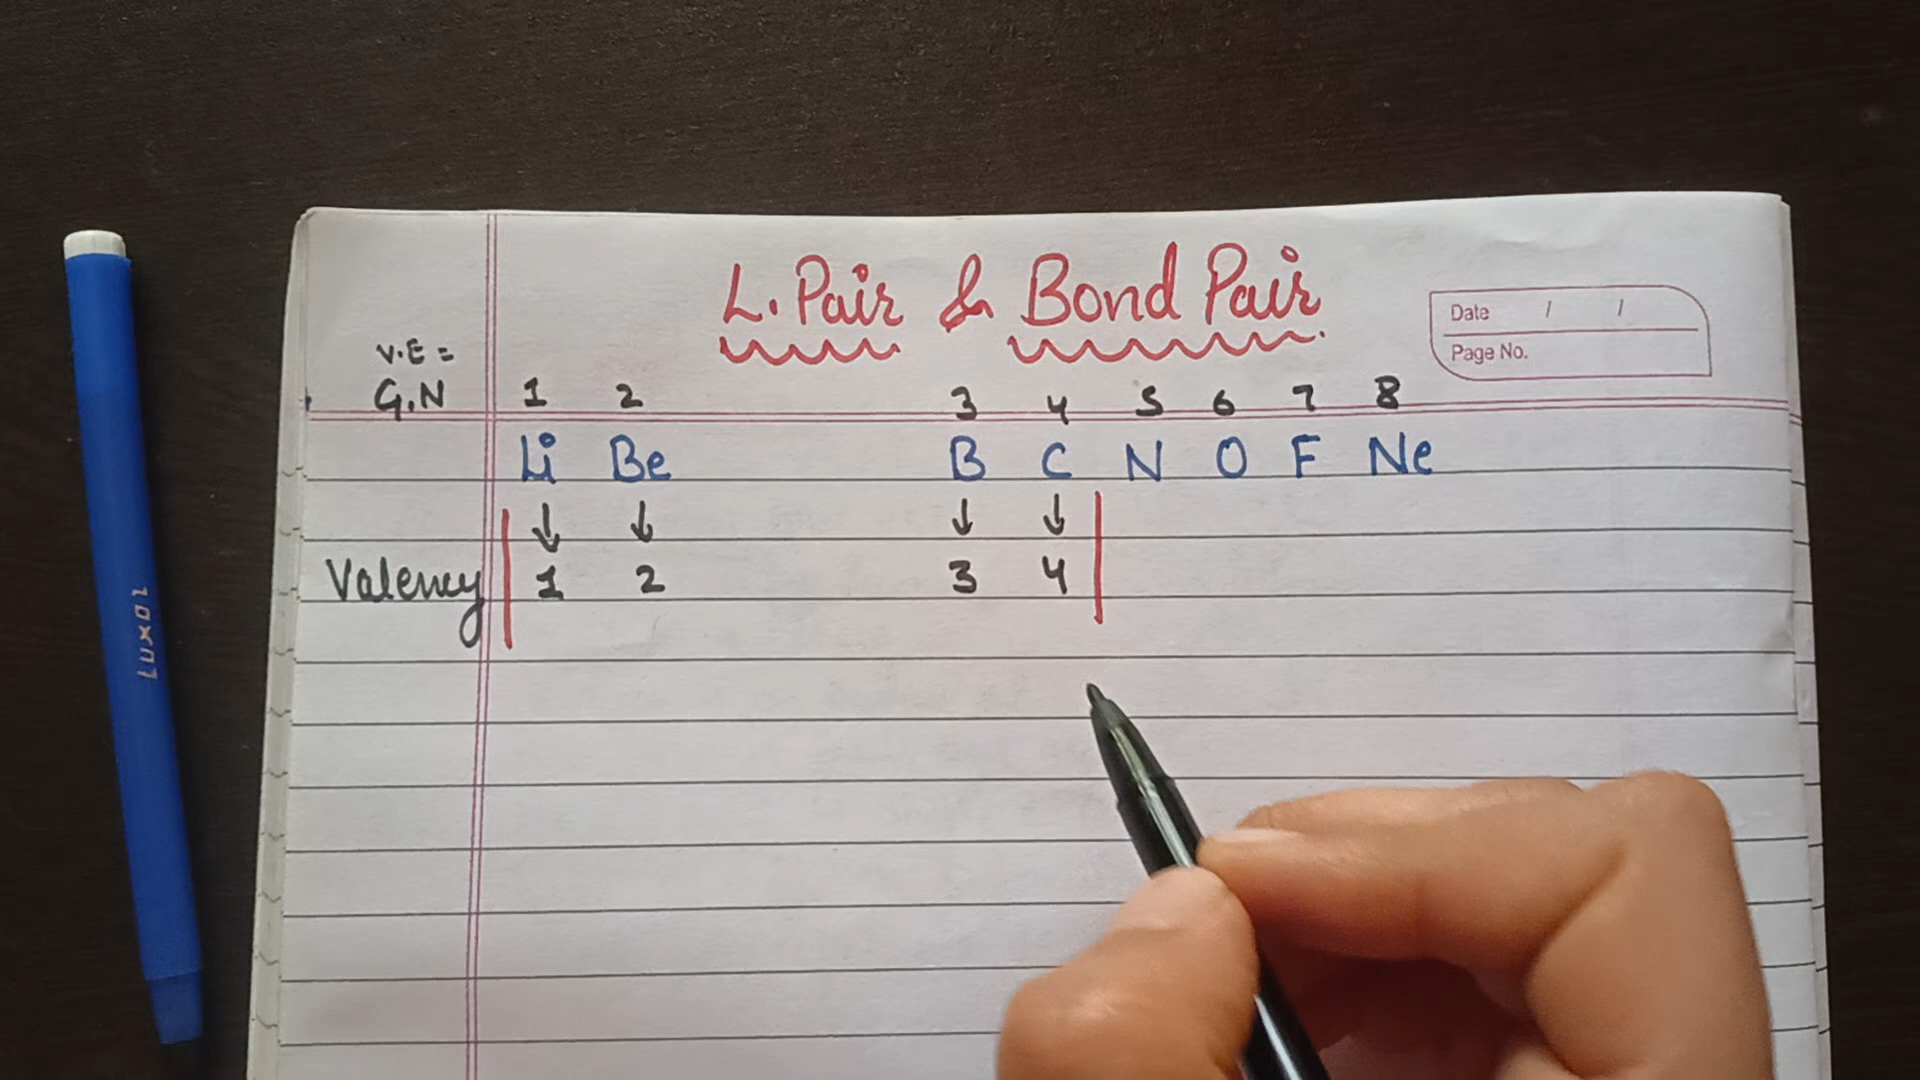 L. Pair & Bond Pair
Date / /
Page No.
V.E =
G.N 1 2 3 4 5 6 7 8
Li Be B C N O F Ne
↓ ↓ ↓ ↓
Valency 1 2 3 4
LUXOR